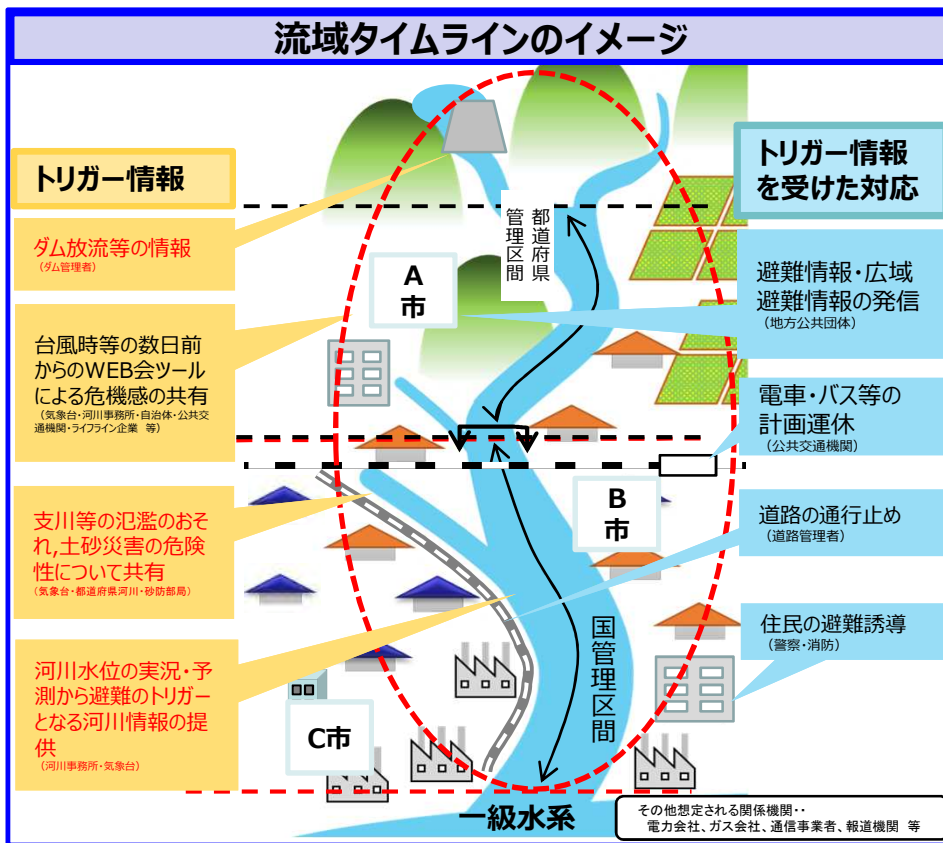 流域タイムラインのイメージ
トリガー情報
ダム放流等の情報
(ダム管理者)
台風時等の数日前
からのWEB会ツール
による危機感の共有
(気象台・河川事務所・自治体・公共交
通機関・ライフライン企業 等)
支川等の氾濫のおそ
れ,土砂災害の危険
性について共有
(気象台・都道府県河川・砂防部局)
河川水位の実況・予
測から避難のトリガー
となる河川情報の提
供
(河川事務所・気象台)
都道府県
管理区間
A
市
B
市
C市
国管理区間
一級水系
トリガー情報
を受けた対応
避難情報・広域
避難情報の発信
(地方公共団体)
電車・バス等の
計画運休
(公共交通機関)
道路の通行止め
(道路管理者)
住民の避難誘導
(警察・消防)
その他想定される関係機関・・
電力会社、ガス会社、通信事業者、報道機関 等